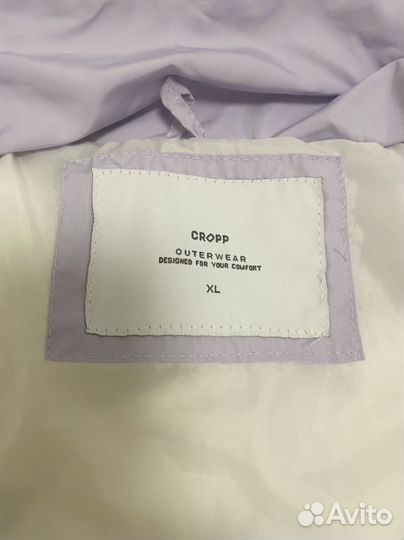 CROPP
OUTERWEAR
DESIGNED FOR YOUR COMFORT
XL
Avito